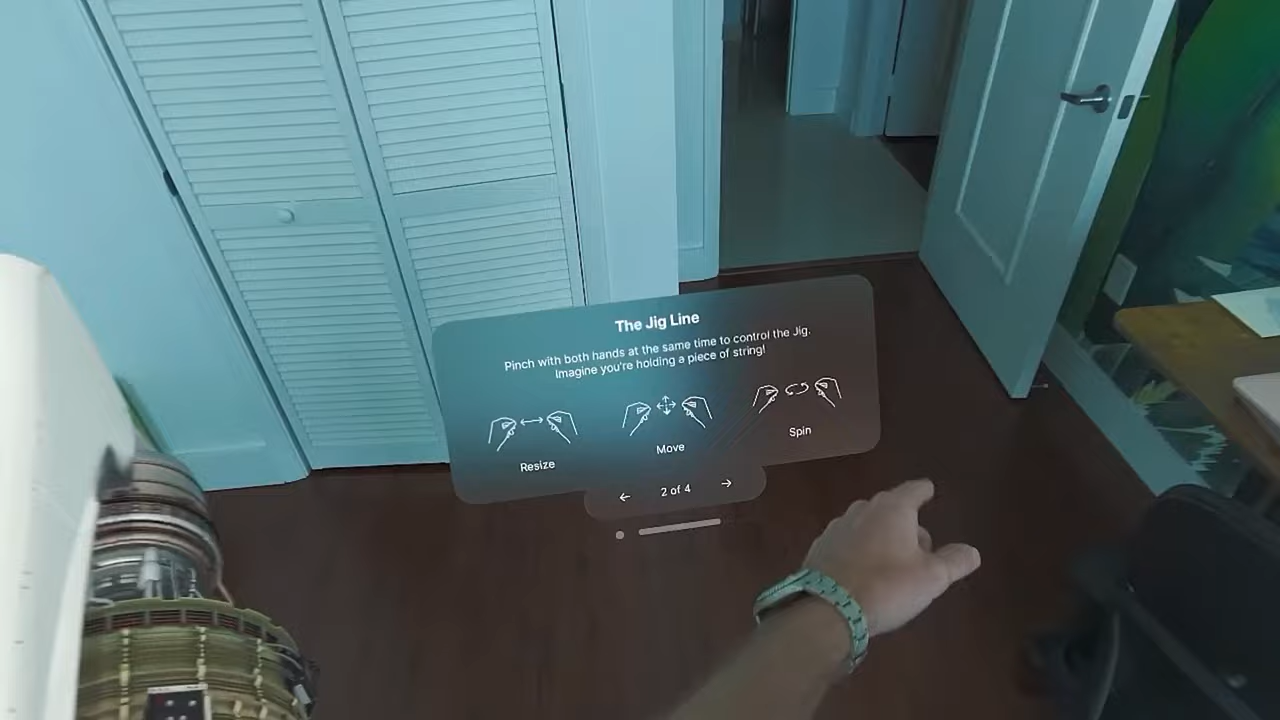 The Jig Line
Pinch with both hands at the same time to control the Jig.
Imagine you're holding a piece of string!
Resize
Move
Spin
← 2 of 4 →